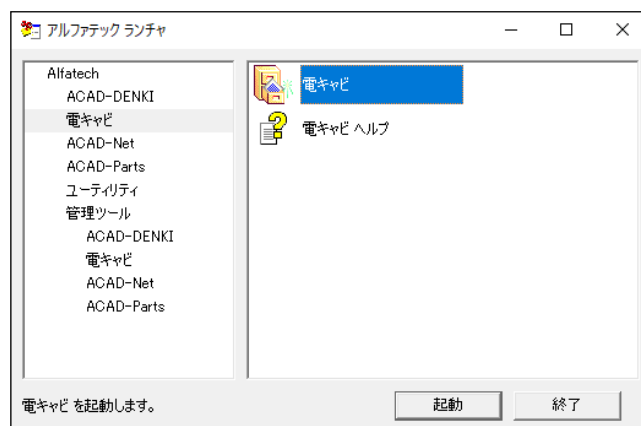 アルファテック ランチャ
Alfatech
ACAD-DENKI
電キャビ
ACAD-Net
ACAD-Parts
ユーティリティ
管理ツール
ACAD-DENKI
電キャビ
ACAD-Net
ACAD-Parts
電キャビ
電キャビ ヘルプ
電キャビ を起動します。
起動
終了